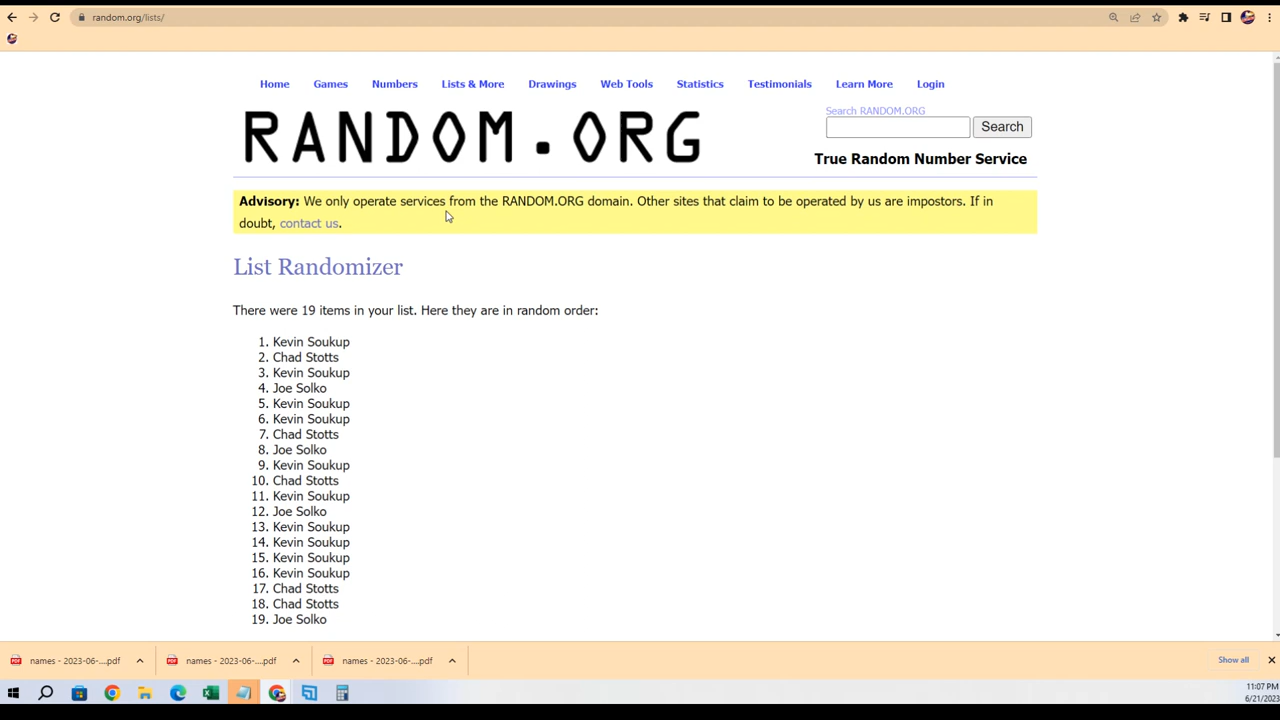 random.org/lists/
Home Games Numbers Lists & More Drawings Web Tools Statistics Testimonials Learn More Login
RANDOM.ORG
Search RANDOM.ORG
Search
True Random Number Service
Advisory: We only operate services from the RANDOM.ORG domain. Other sites that claim to be operated by us are impostors. If in
doubt, contact us.
List Randomizer
There were 19 items in your list. Here they are in random order:
1. Kevin Soukup
2. Chad Stotts
3. Kevin Soukup
4. Joe Solko
5. Kevin Soukup
6. Kevin Soukup
7. Chad Stotts
8. Joe Solko
9. Kevin Soukup
10. Chad Stotts
11. Kevin Soukup
12. Joe Solko
13. Kevin Soukup
14. Kevin Soukup
15. Kevin Soukup
16. Kevin Soukup
17. Chad Stotts
18. Chad Stotts
19. Joe Solko
names - 2023-06-....pdf names - 2023-06-....pdf names - 2023-06-....pdf Show all
11:07 PM
6/21/2023